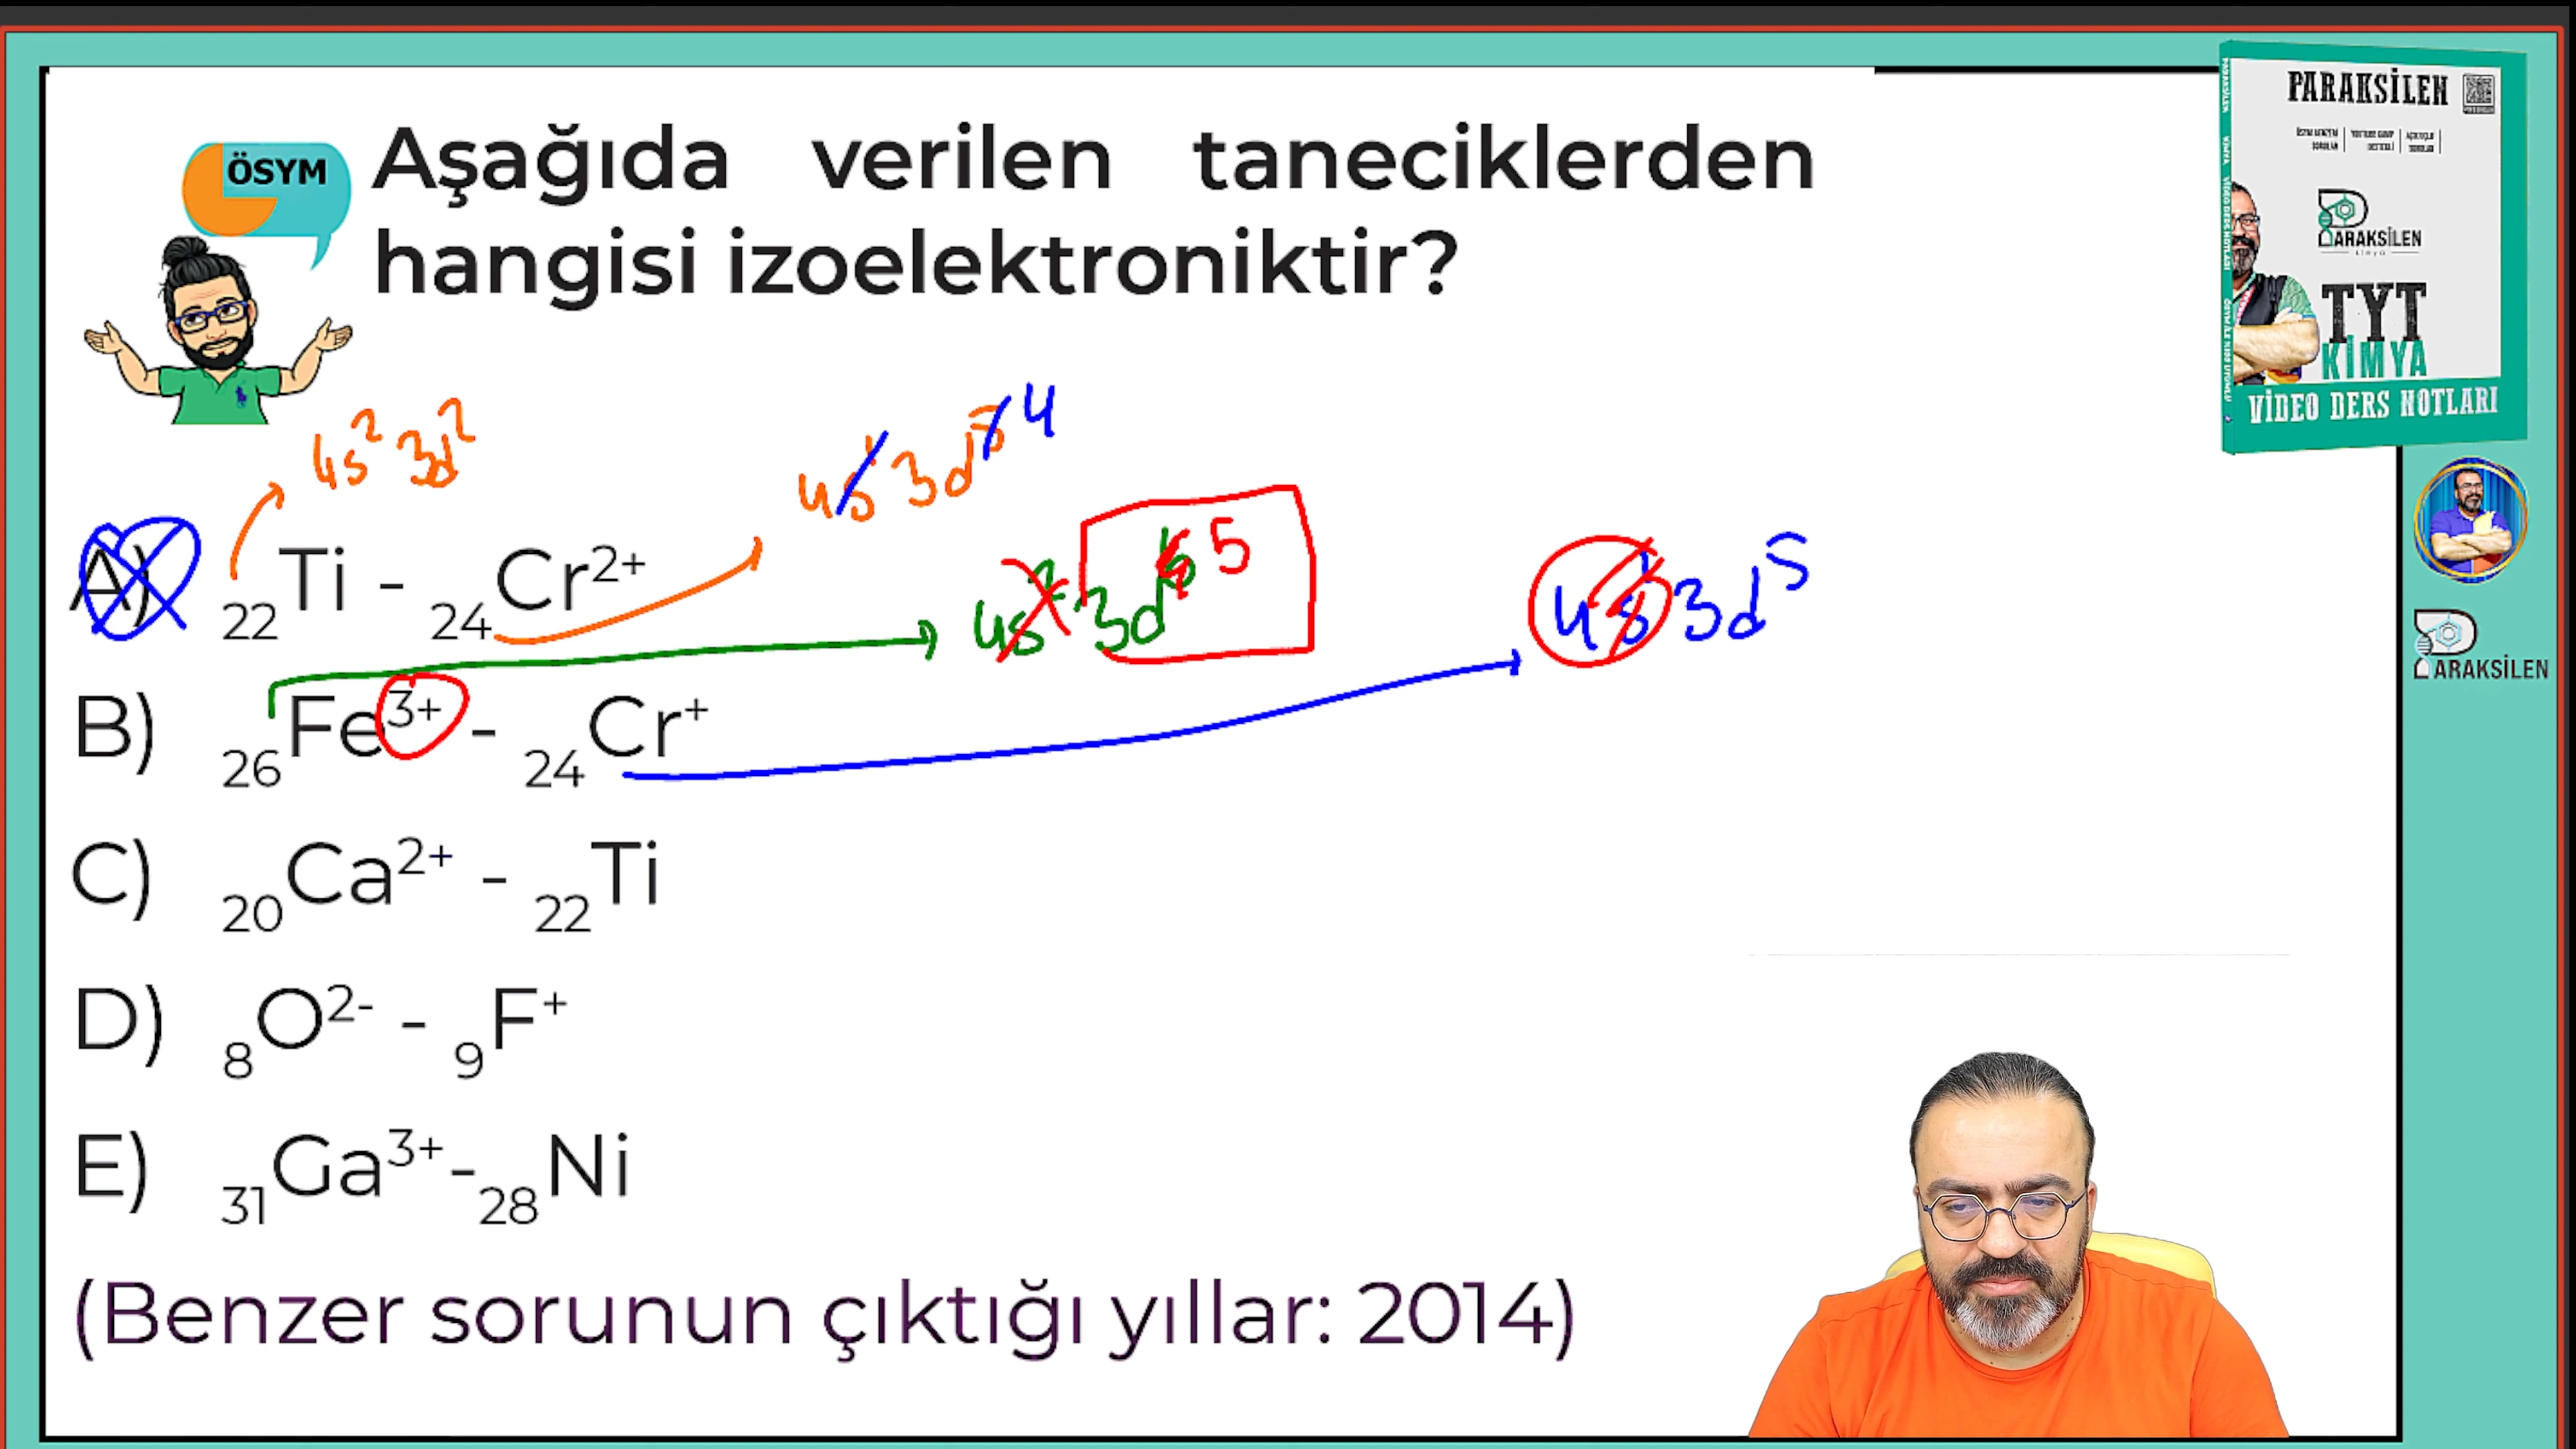 ÖSYM
Aşağıda verilen taneciklerden
hangisi izoelektroniktir?
4s² 3d²
4s¹ 3d⁵ 4
A) ₂₂Ti - ₂₄Cr²⁺
4s² 3d⁶ 5
4s¹ 3d⁵
B) ₂₆Fe³⁺ - ₂₄Cr⁺
C) ₂₀Ca²⁺ - ₂₂Ti
D) ₈O²⁻ - ₉F⁺
E) ₃₁Ga³⁺-₂₈Ni
(Benzer sorunun çıktığı yıllar: 2014)
PARAKSİLEN
PARAKSİLEN
kimya
TYT
KİMYA
VİDEO DERS NOTLARI
PARAKSİLEN